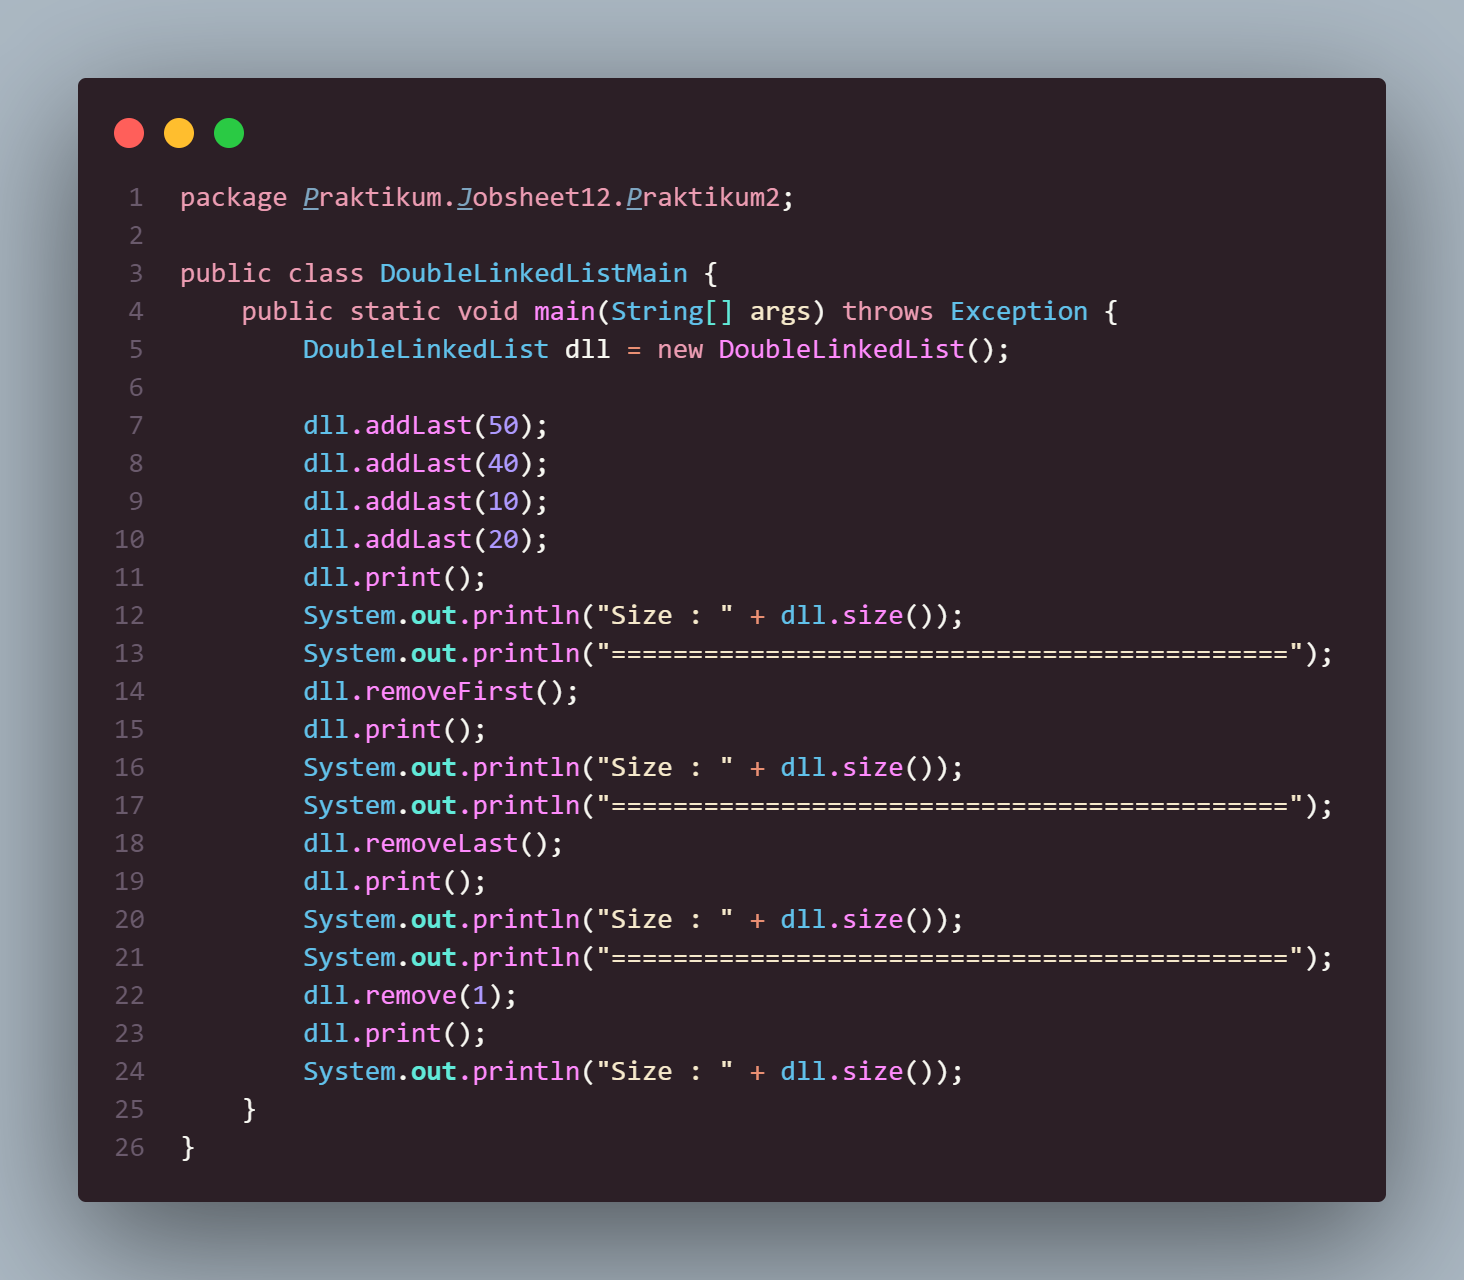 1 package Praktikum.Jobsheet12.Praktikum2;
2
3 public class DoubleLinkedListMain {
4     public static void main(String[] args) throws Exception {
5         DoubleLinkedList dll = new DoubleLinkedList();
6
7         dll.addLast(50);
8         dll.addLast(40);
9         dll.addLast(10);
10         dll.addLast(20);
11         dll.print();
12         System.out.println("Size : " + dll.size());
13         System.out.println("============================================");
14         dll.removeFirst();
15         dll.print();
16         System.out.println("Size : " + dll.size());
17         System.out.println("============================================");
18         dll.removeLast();
19         dll.print();
20         System.out.println("Size : " + dll.size());
21         System.out.println("============================================");
22         dll.remove(1);
23         dll.print();
24         System.out.println("Size : " + dll.size());
25     }
26 }